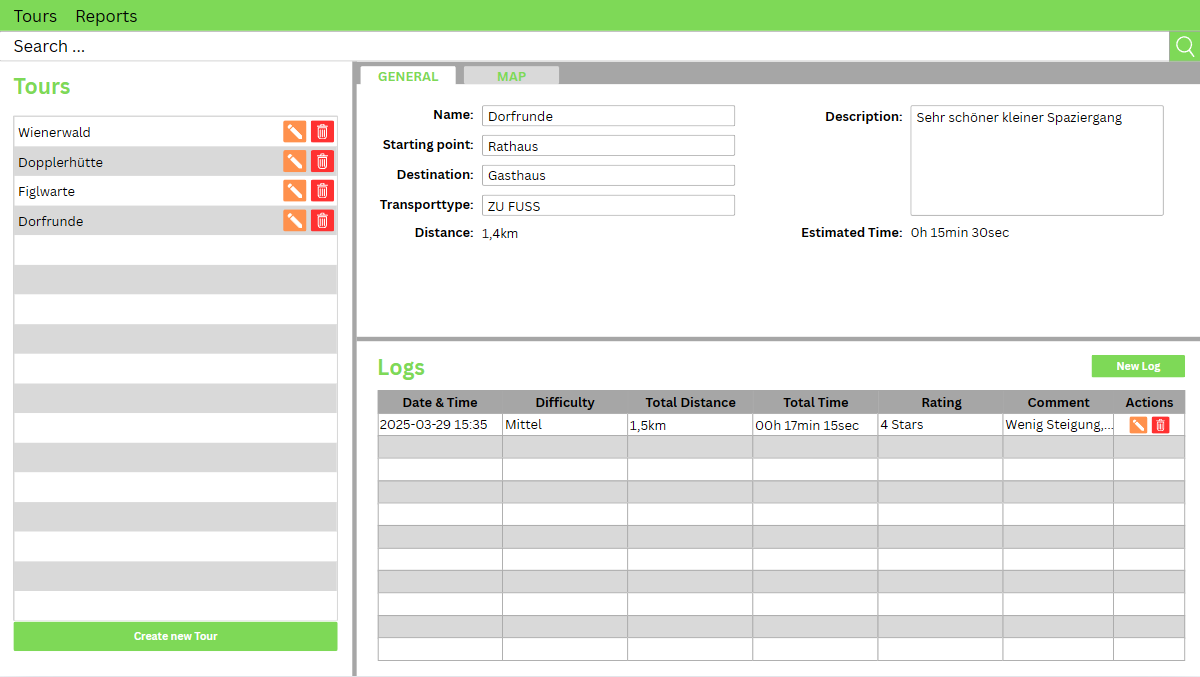 Tours Reports
Search ...
Tours
Wienerwald
Dopplerhütte
Figlwarte
Dorfrunde
Create new Tour
GENERAL MAP
Name: Dorfrunde
Starting point: Rathaus
Destination: Gasthaus
Transporttype: ZU FUSS
Distance: 1,4km
Description: Sehr schöner kleiner Spaziergang
Estimated Time: 0h 15min 30sec
Logs
New Log
Date & Time Difficulty Total Distance Total Time Rating Comment Actions
2025-03-29 15:35 Mittel 1,5km 00h 17min 15sec 4 Stars Wenig Steigung,...